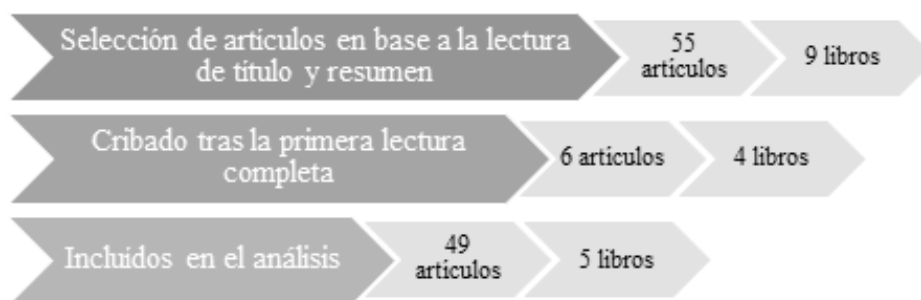 Selección de artículos en base a la lectura
de título y resumen
55
artículos
9 libros
Cribado tras la primera lectura
completa
6 artículos
4 libros
Incluidos en el análisis
49
artículos
5 libros